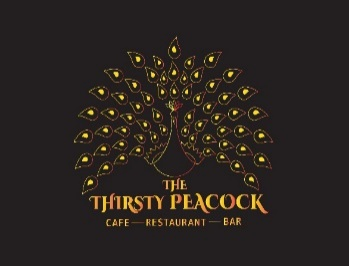 THE
THIRSTY PEACOCK
CAFE — RESTAURANT — BAR